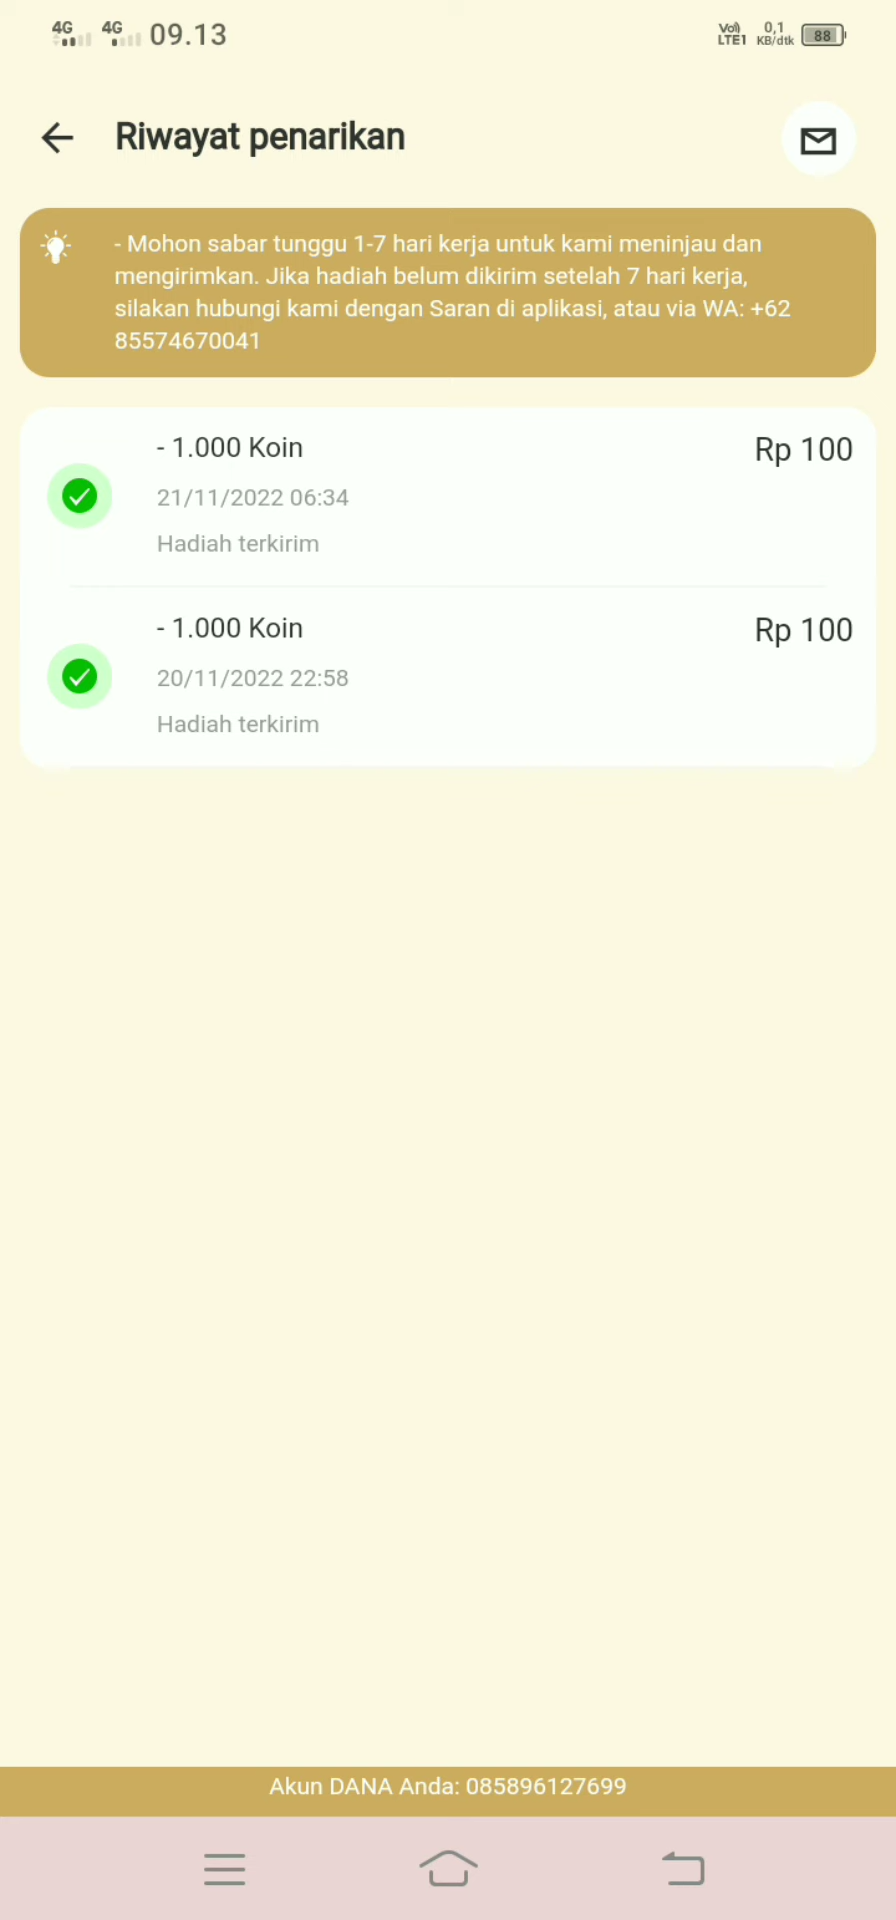 4G 4G 09.13 Vo) LTE1 0,1 KB/dtk 88
Riwayat penarikan
- Mohon sabar tunggu 1-7 hari kerja untuk kami meninjau dan
mengirimkan. Jika hadiah belum dikirim setelah 7 hari kerja,
silakan hubungi kami dengan Saran di aplikasi, atau via WA: +62
85574670041
- 1.000 Koin Rp 100
21/11/2022 06:34
Hadiah terkirim
- 1.000 Koin Rp 100
20/11/2022 22:58
Hadiah terkirim
Akun DANA Anda: 085896127699